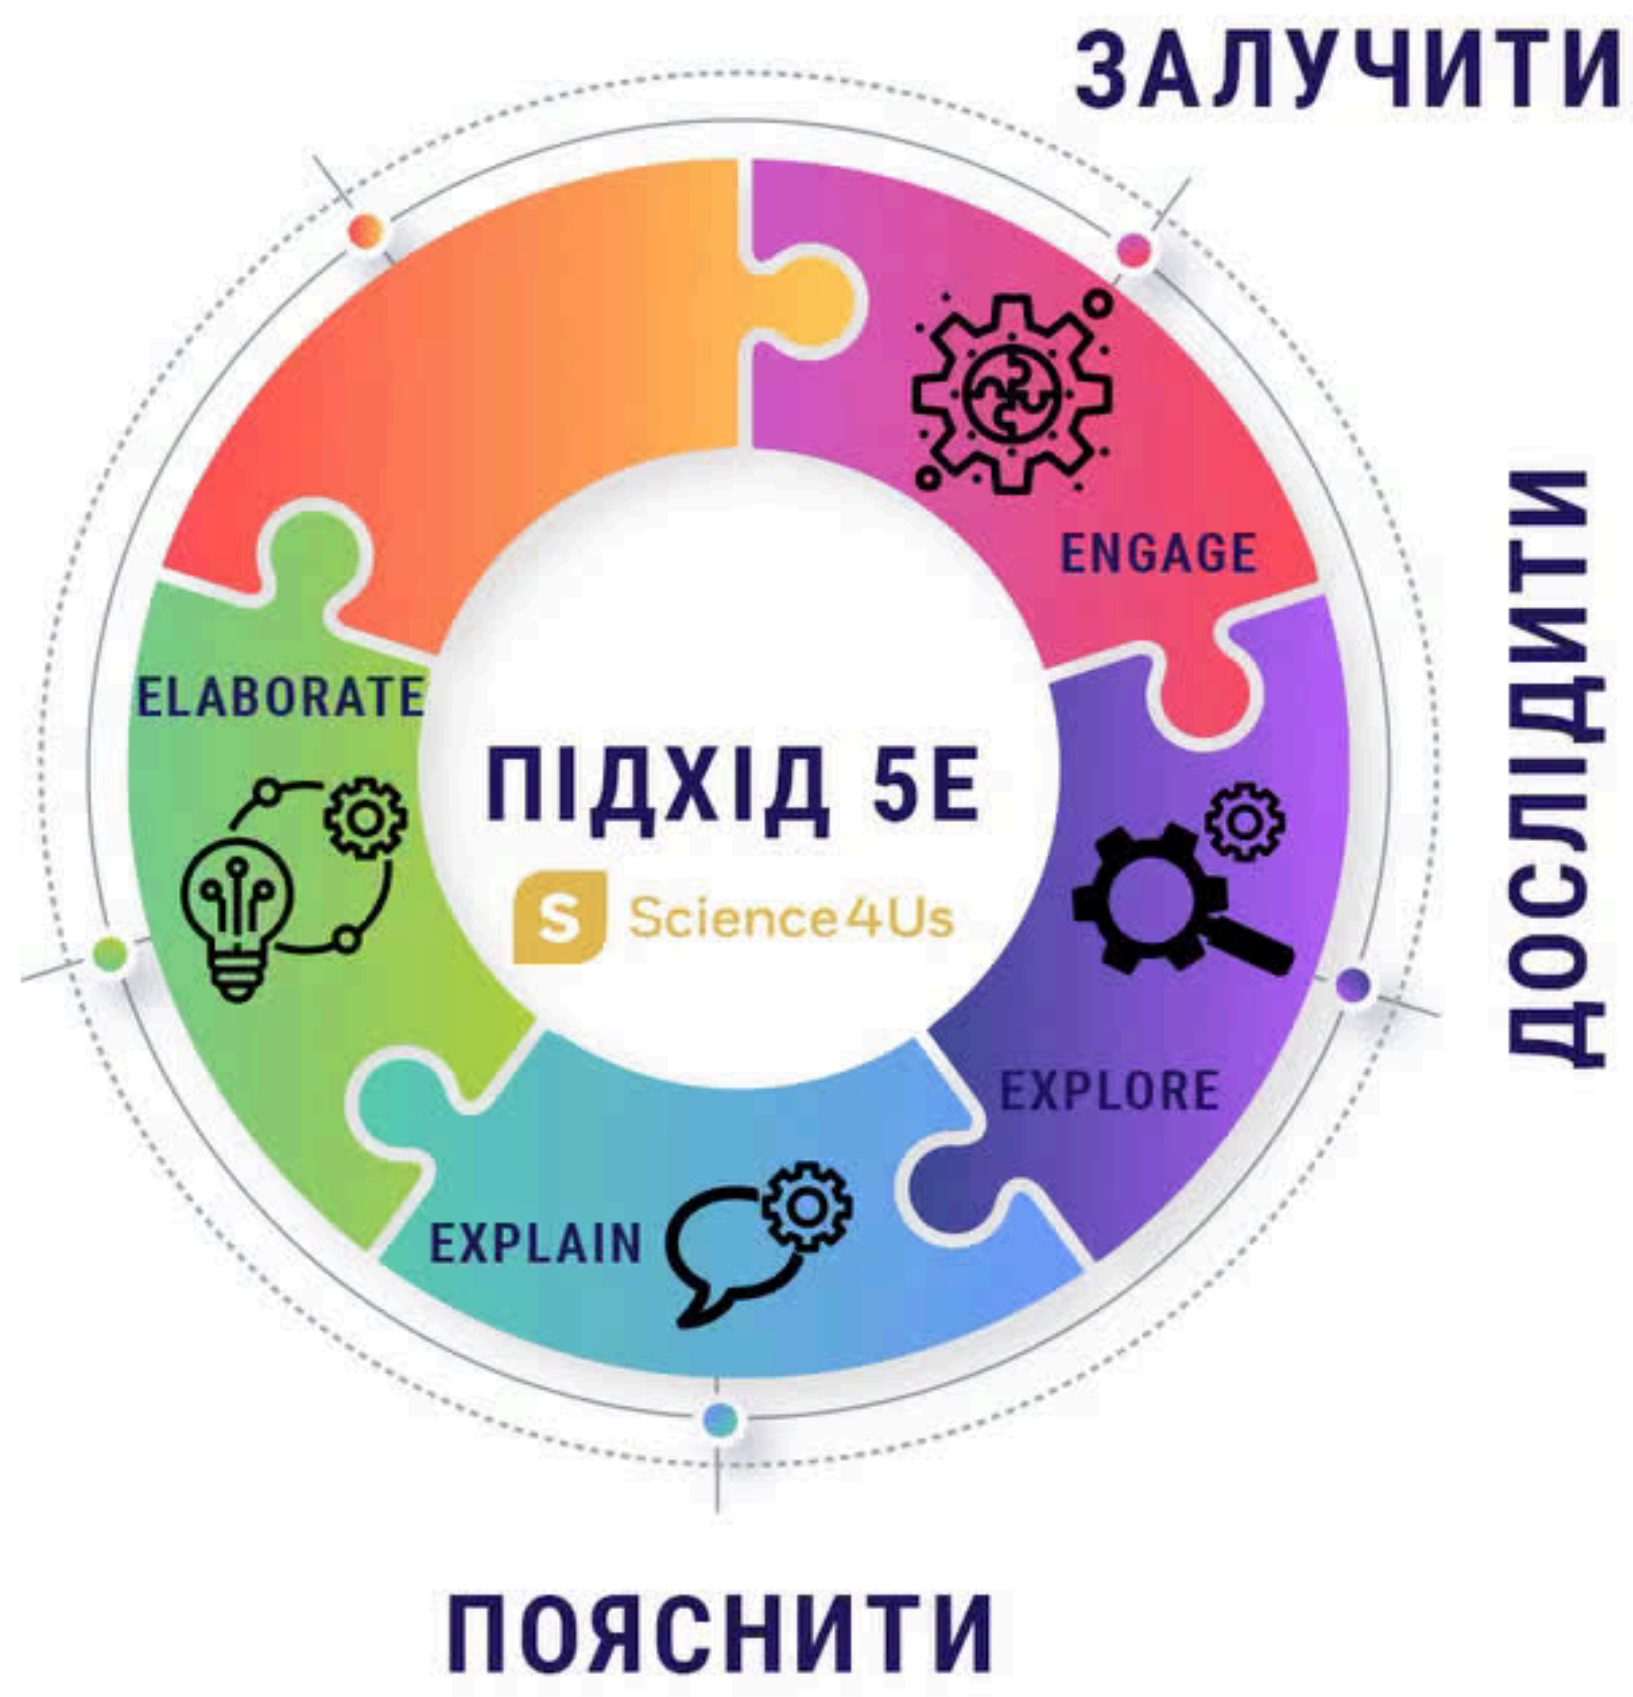 ЗАЛУЧИТИ
ENGAGE
ДОСЛІДИТИ
ELABORATE
ПІДХІД 5E
S Science4Us
EXPLORE
EXPLAIN
ПОЯСНИТИ